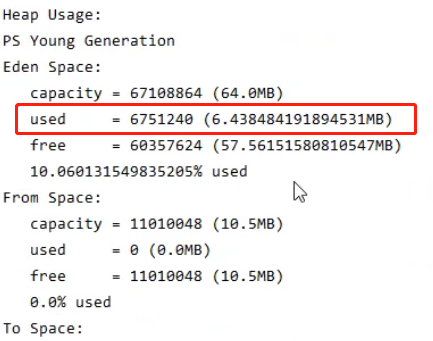 Heap Usage:
PS Young Generation
Eden Space:
capacity = 67108864 (64.0MB)
used = 6751240 (6.438484191894531MB)
free = 60357624 (57.56151580810547MB)
10.060131549835205% used
From Space:
capacity = 11010048 (10.5MB)
used = 0 (0.0MB)
free = 11010048 (10.5MB)
0.0% used
To Space: